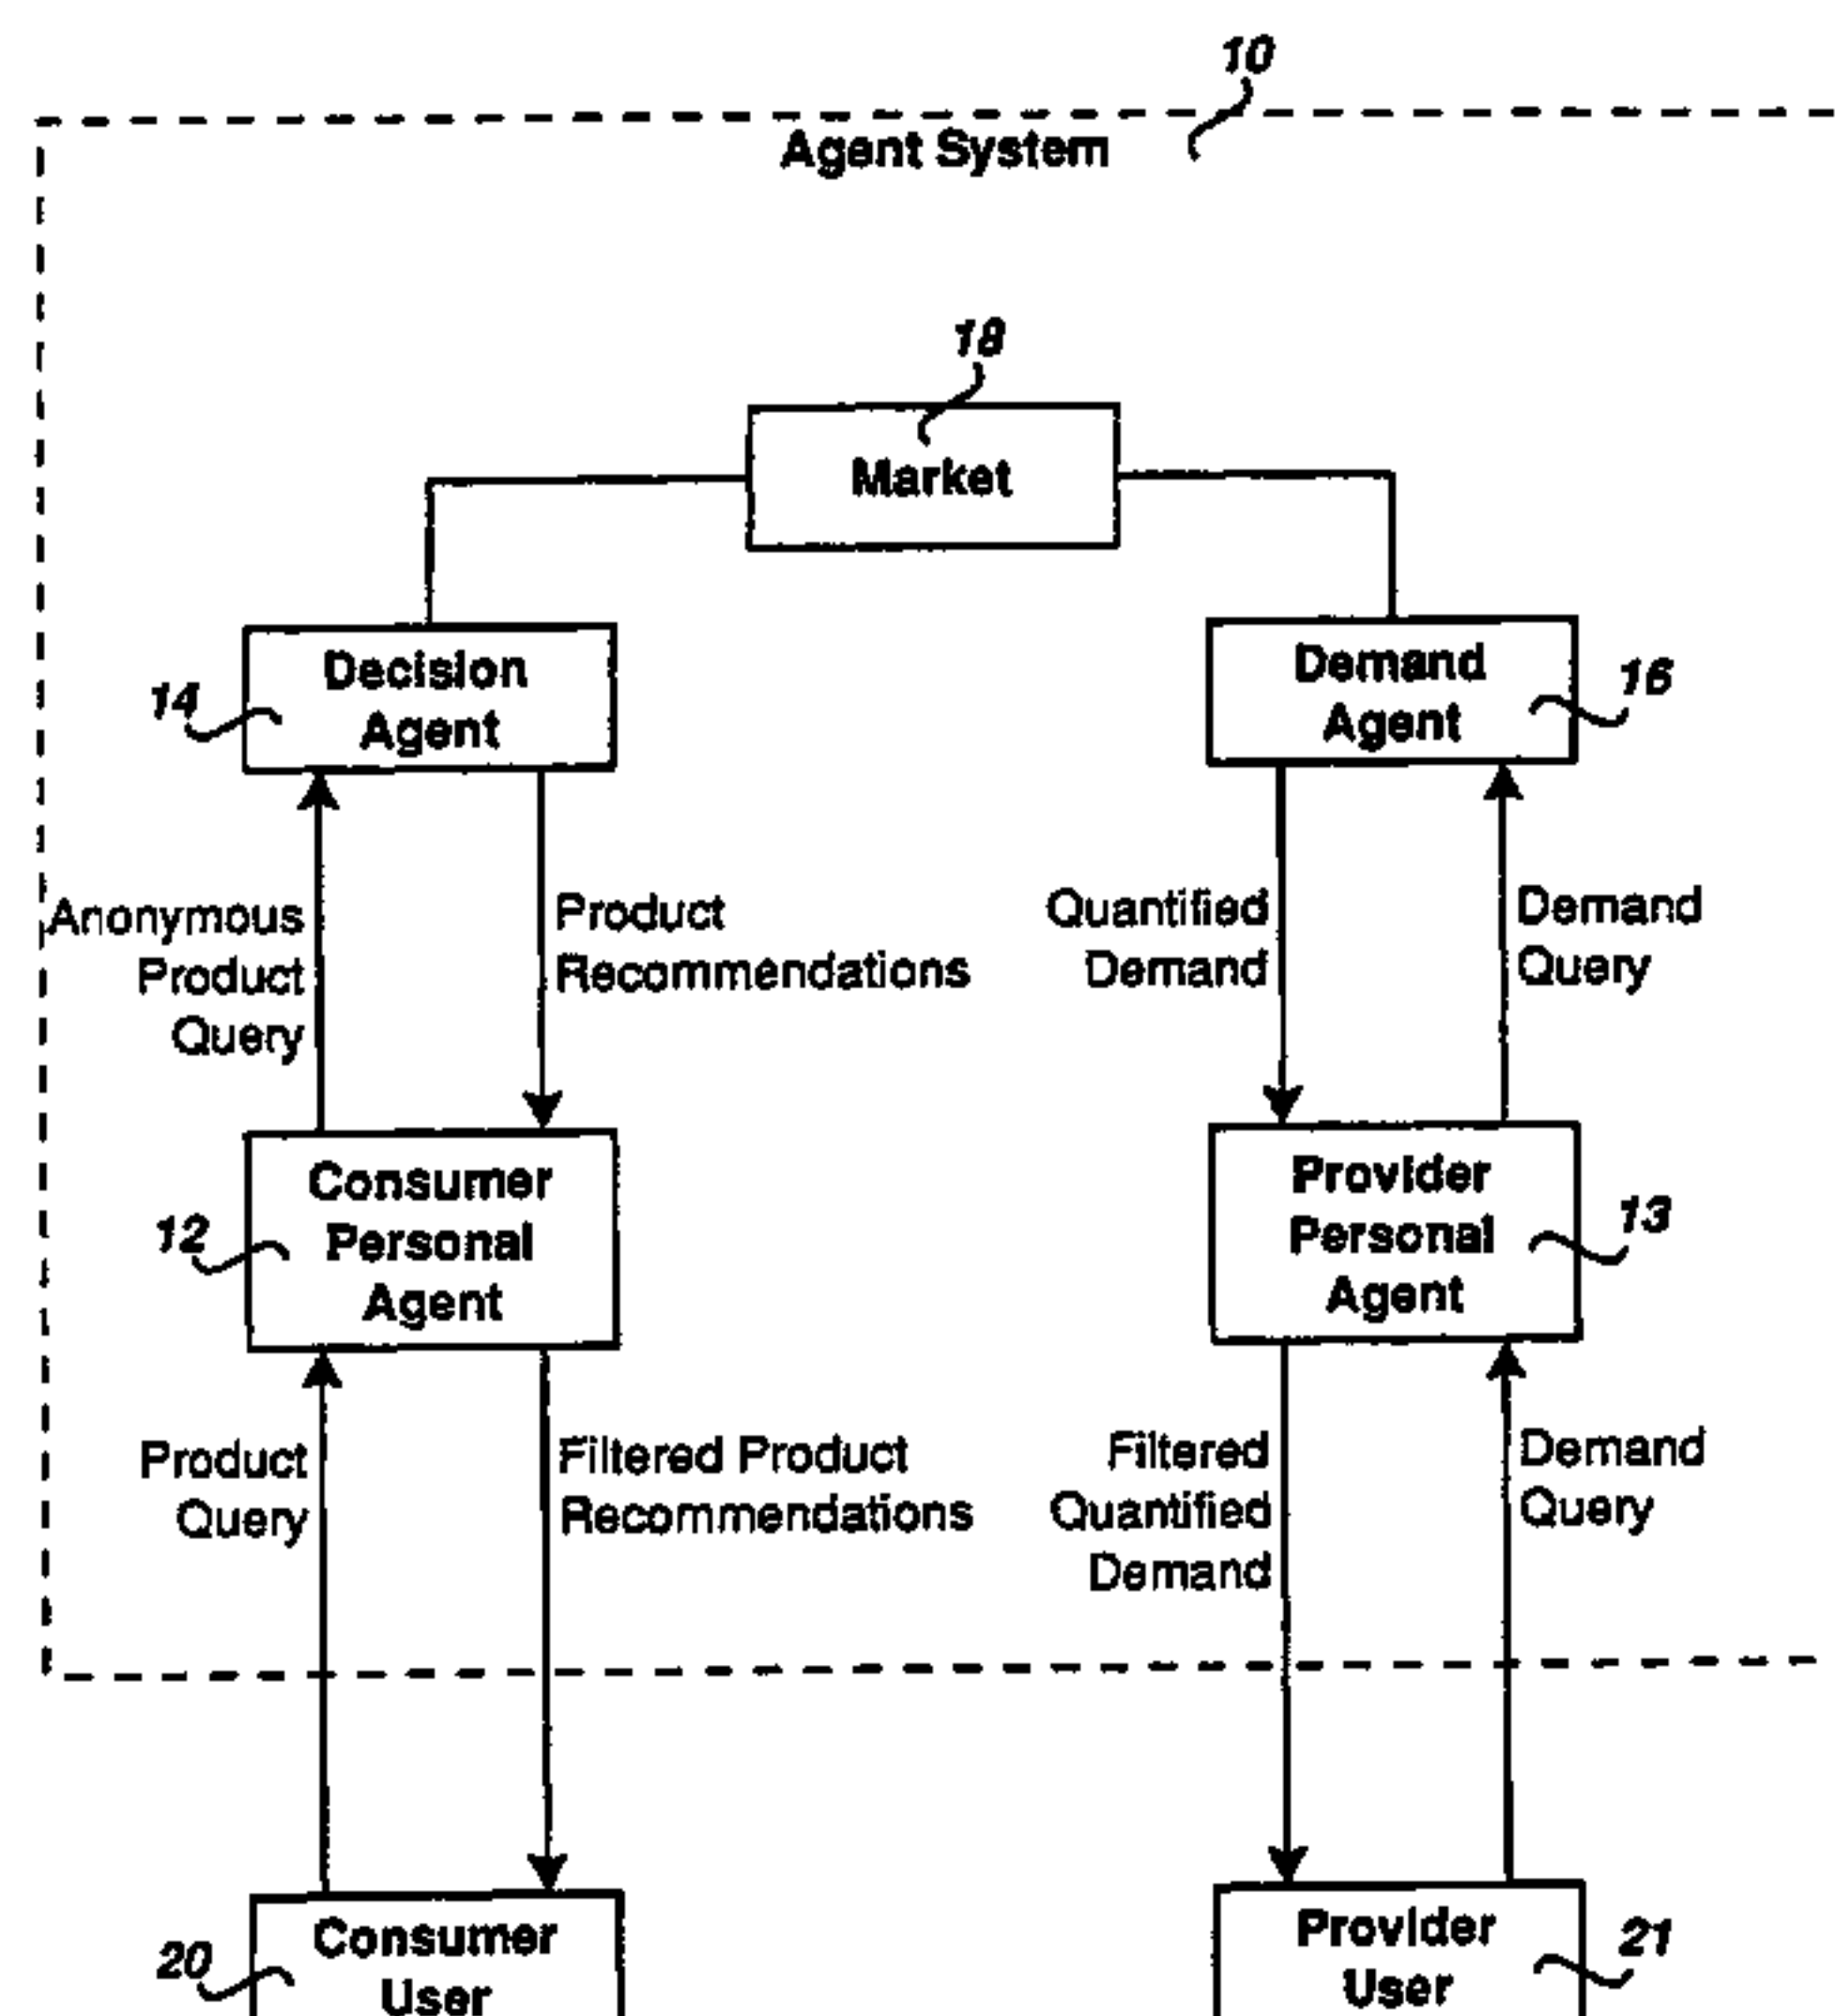 10
Agent System
18
Market
Decision
Agent
14
Demand
Agent
16
Anonymous
Product
Query
Product
Recommendations
Quantified
Demand
Demand
Query
Consumer
Personal
Agent
12
Provider
Personal
Agent
13
Product
Query
Filtered Product
Recommendations
Filtered
Quantified
Demand
Demand
Query
Consumer
User
20
Provider
User
21